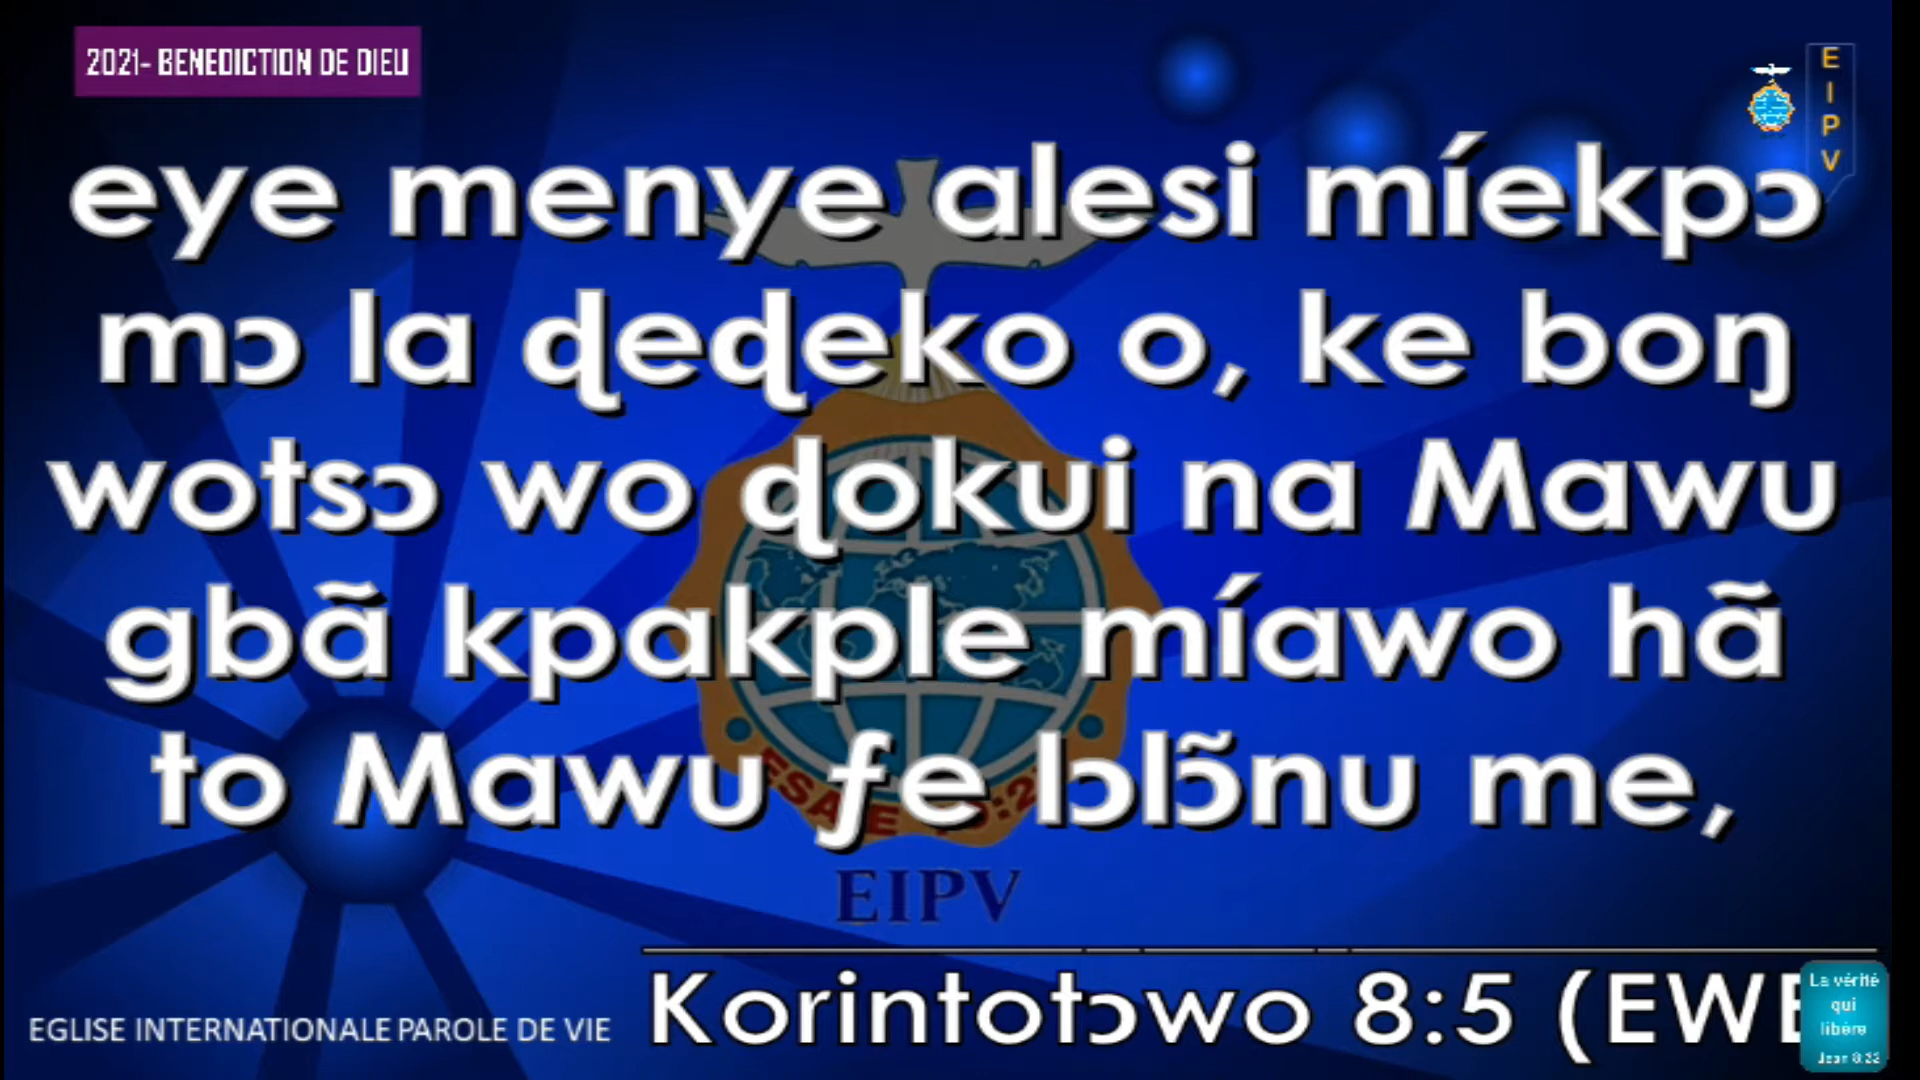 2021- BENEDICTION DE DIEU
E
I
P
V
eye menye alesi míekpɔ
mɔ la ɖeɖeko o, ke boŋ
wotsɔ wo ɖokui na Mawu
gbã kpakple míawo hã
to Mawu ƒe lɔlɔ̃nu me,
EIPV
Korintotɔwo 8:5 (EWE
EGLISE INTERNATIONALE PAROLE DE VIE
La vérité
qui
libère